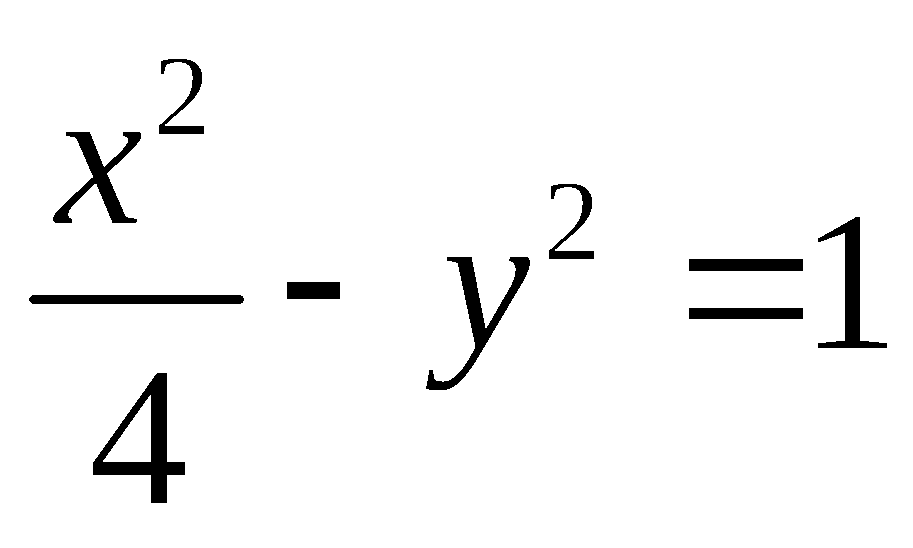 x²/4 - y² = 1